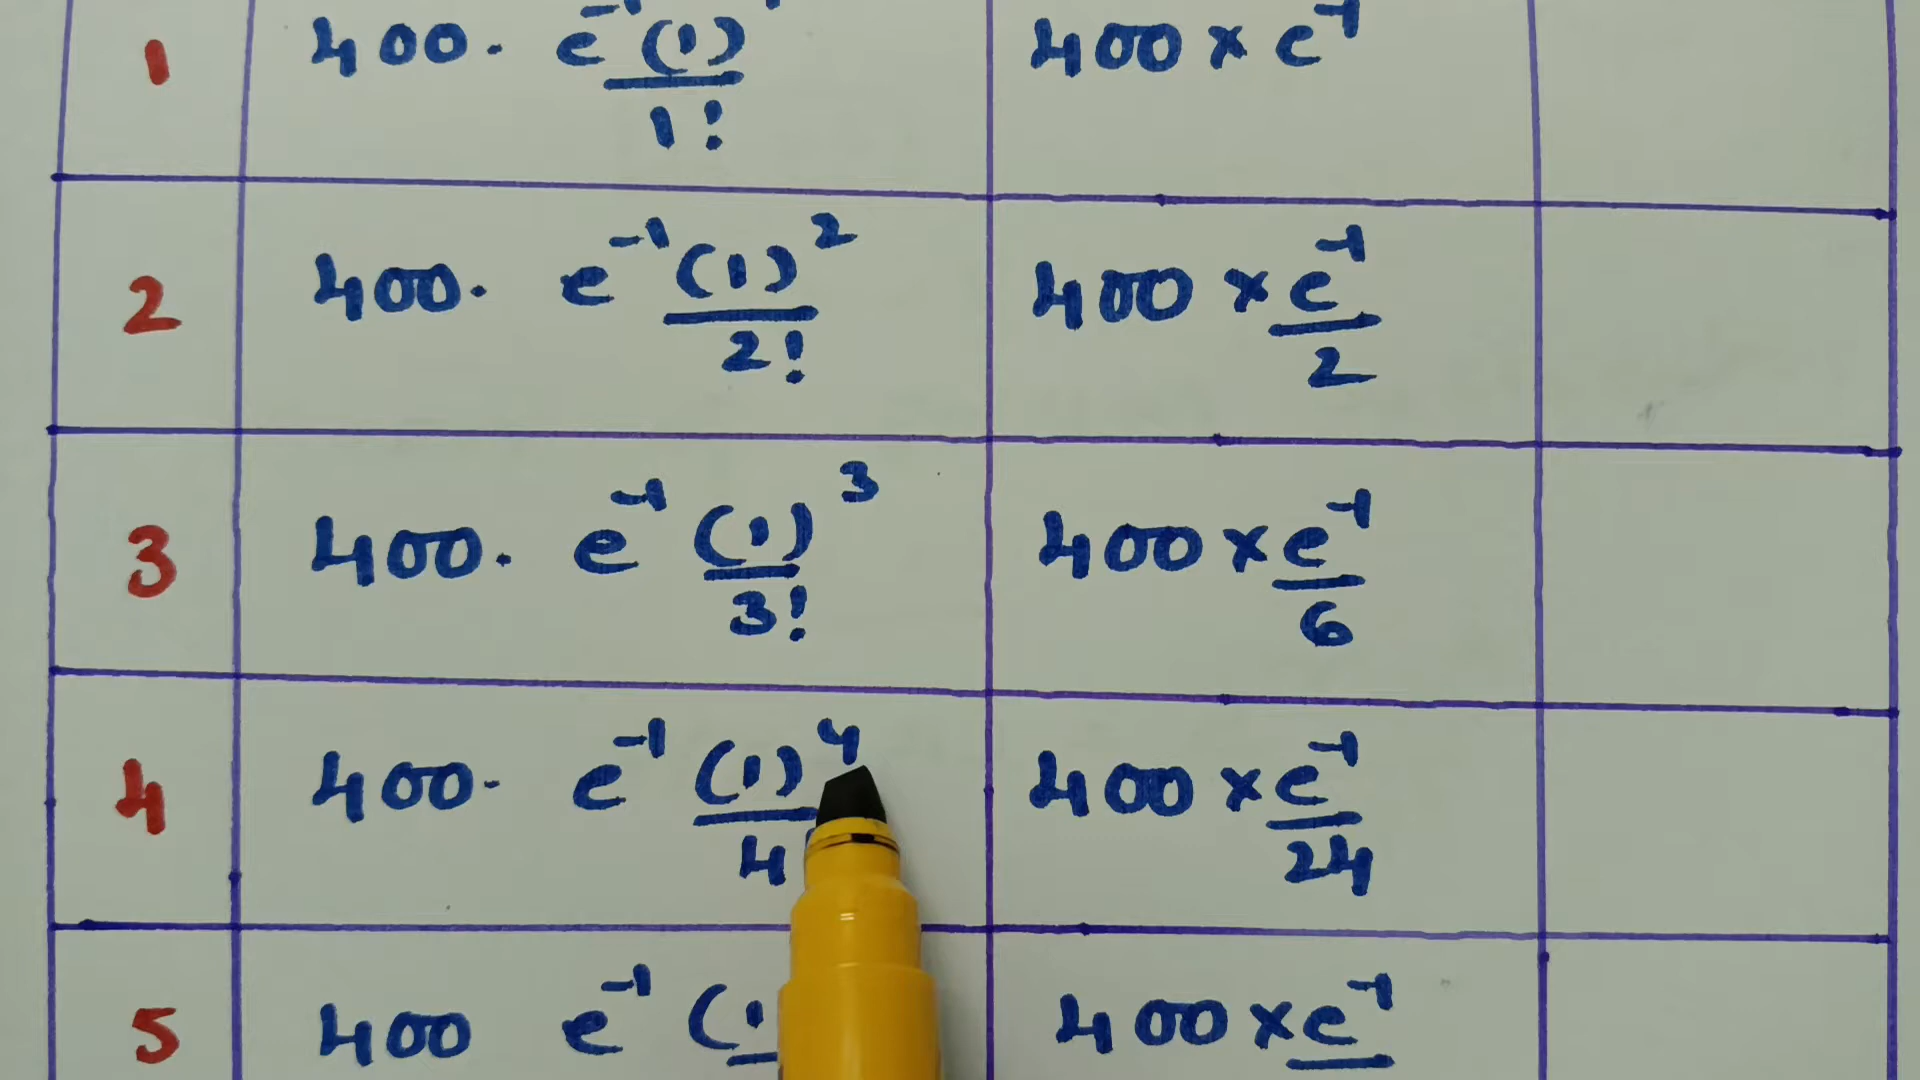 1 400 · e⁻¹(1)¹/1! 400 × e⁻¹
2 400 · e⁻¹(1)²/2! 400 × e⁻¹/2
3 400 · e⁻¹(1)³/3! 400 × e⁻¹/6
4 400 · e⁻¹(1)⁴/4 400 × e⁻¹/24
5 400 e⁻¹(1 400 × e⁻¹